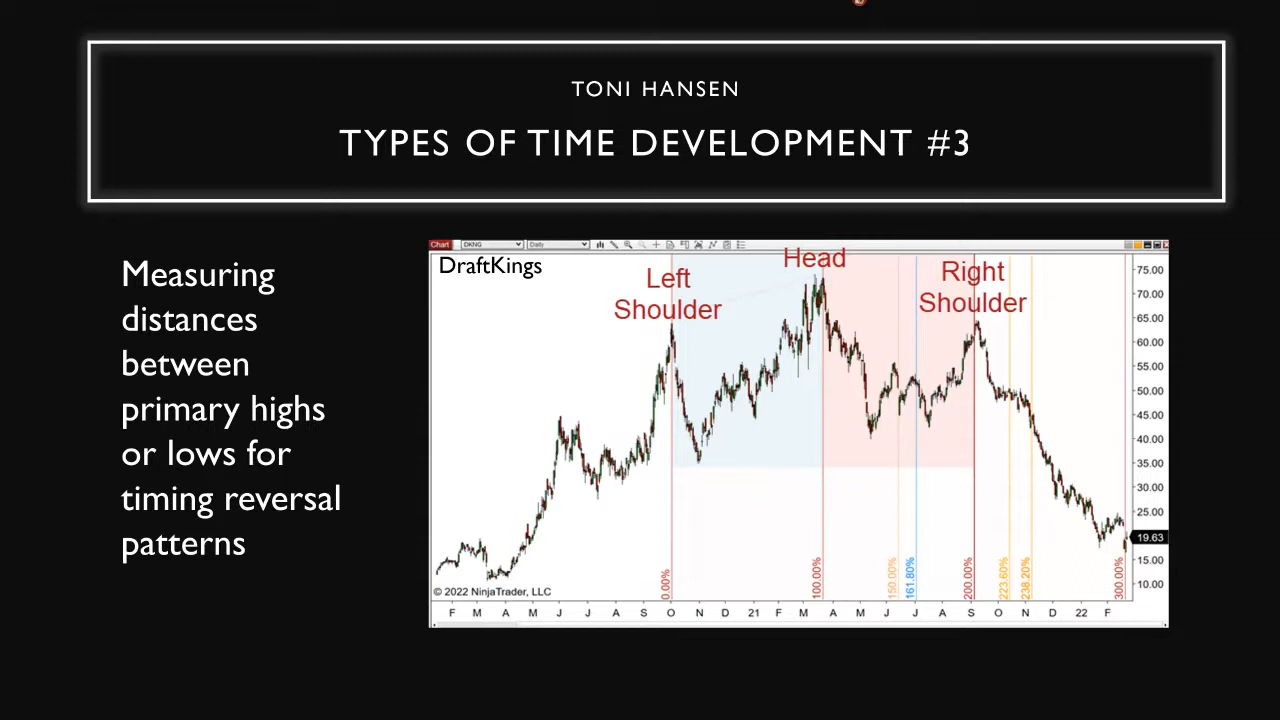 TONI HANSEN
TYPES OF TIME DEVELOPMENT #3
Measuring
distances
between
primary highs
or lows for
timing reversal
patterns
Chart DKNG Daily
DraftKings
Left
Shoulder
Head
Right
Shoulder
75.00
70.00
65.00
60.00
55.00
50.00
45.00
40.00
35.00
30.00
25.00
19.63
15.00
10.00
0.00%
100.00%
150.00%
161.80%
200.00%
223.60%
238.20%
300.00%
© 2022 NinjaTrader, LLC
F M A M J J A S O N D 21 F M A M J J A S O N D 22 F